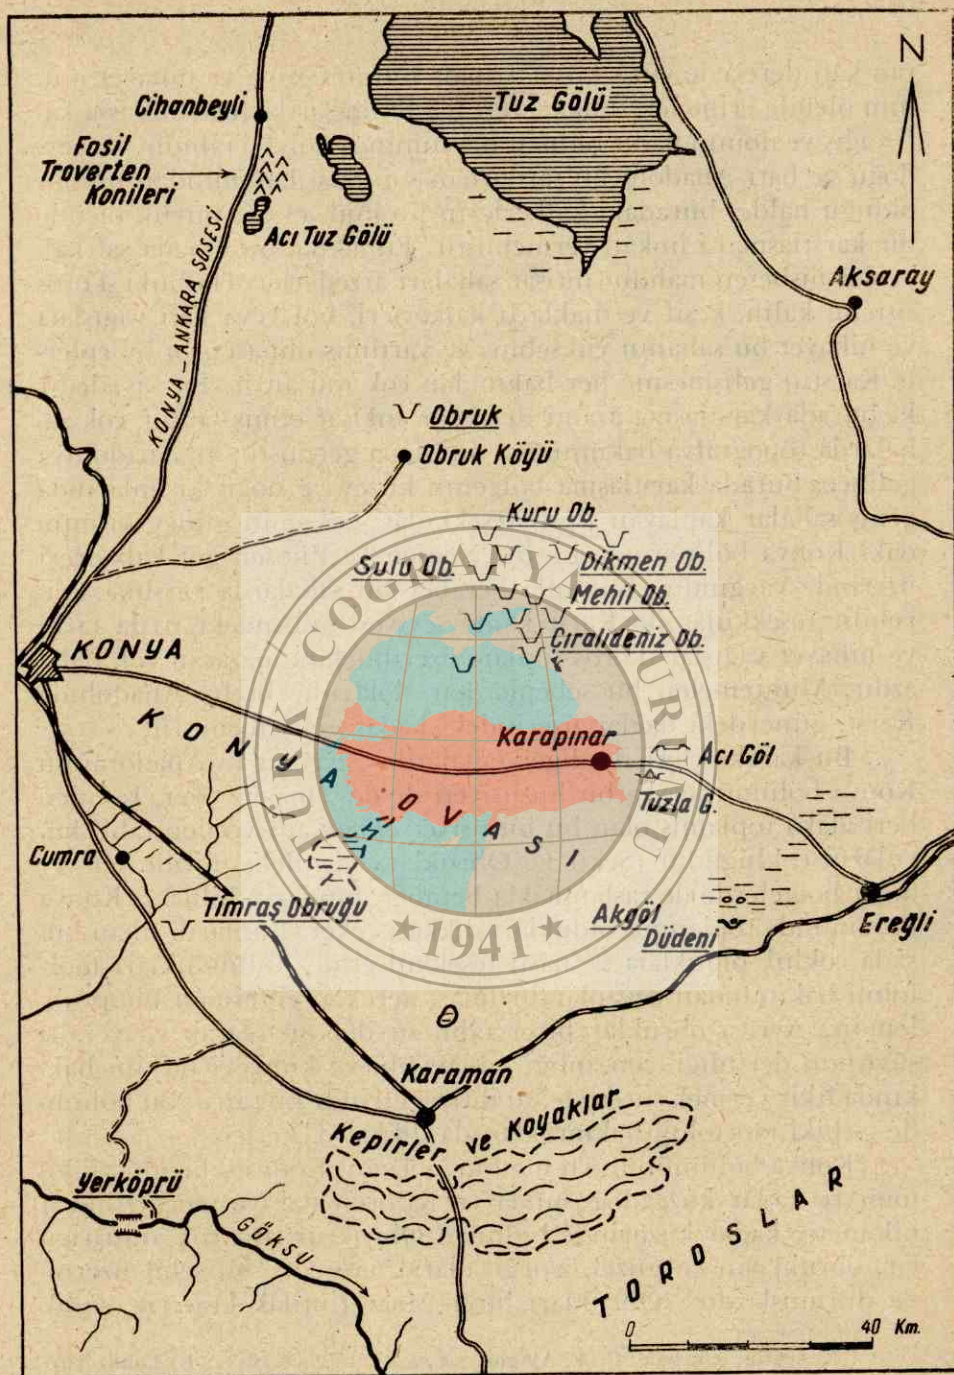 N
Tuz Gölü
Cihanbeyli
Fosil
Troverten
Konileri
Acı Tuz Gölü
KONYA – ANKARA ŞOSESİ
Aksaray
Obruk
Obruk Köyü
Kuru Ob.
Sulu Ob.
Dikmen Ob.
Mehil Ob.
Çıralıdeniz Ob.
KONYA
KONYA OVASI
Karapınar
Acı Göl
Tuzla G.
Cumra
Timraş Obruğu
Akgöl
Düdeni
Ereğli
TÜRK COĞRAFYA KURUMU
★ 1941 ★
Karaman
Kepirler ve Koyaklar
Yerköprü
GÖKSU
TOROSLAR
0 40 Km.